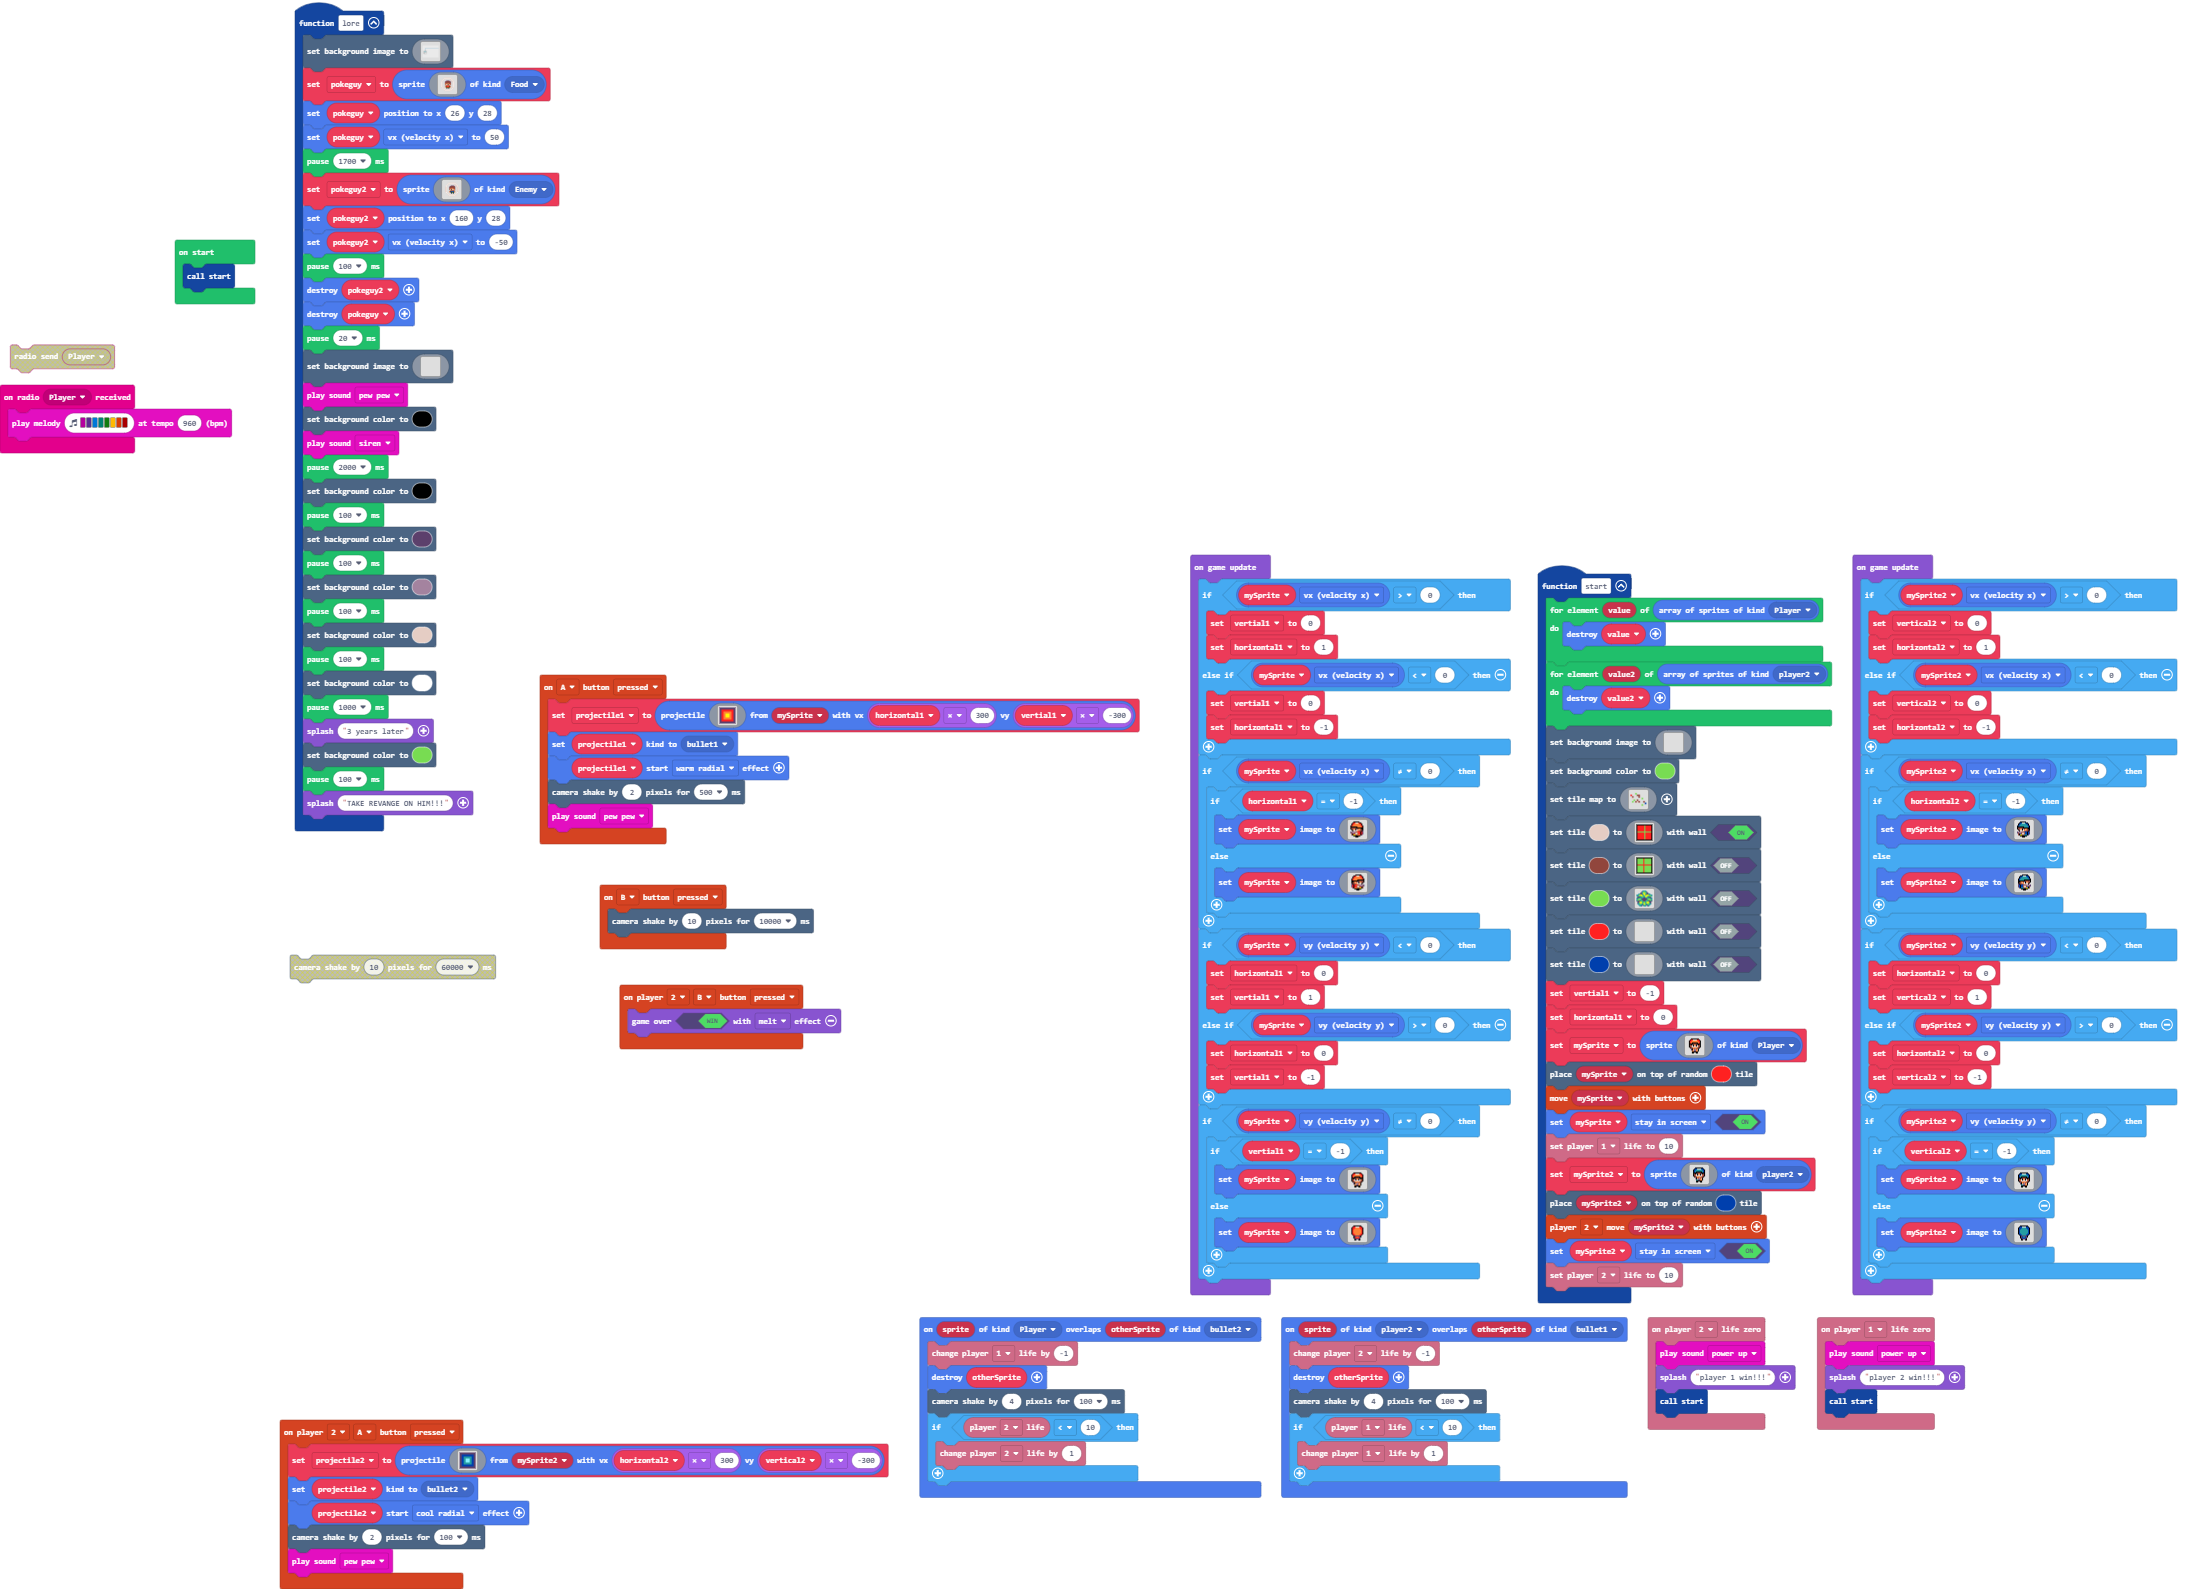 function lore
set background image to
set pokeguy to sprite of kind Food
set pokeguy position to x 26 y 28
set pokeguy vx (velocity x) to 50
pause 1700 ms
set pokeguy2 to sprite of kind Enemy
set pokeguy2 position to x 160 y 28
set pokeguy2 vx (velocity x) to -50
pause 100 ms
destroy pokeguy2
destroy pokeguy
pause 20 ms
set background image to
play sound pew pew
set background color to
play sound siren
pause 2000 ms
set background color to
pause 100 ms
set background color to
pause 100 ms
set background color to
pause 100 ms
set background color to
pause 100 ms
set background color to
pause 1000 ms
splash "3 years later"
set background color to
pause 100 ms
splash "TAKE REVANGE ON HIM!!!"
on start
call start
radio send Player
on radio Player received
play melody at tempo 960 (bpm)
on A button pressed
set projectile1 to projectile from mySprite with vx horizontal1 × 300 vy vertial1 × -300
set projectile1 kind to bullet1
projectile1 start warm radial effect
camera shake by 2 pixels for 500 ms
play sound pew pew
on B button pressed
camera shake by 10 pixels for 10000 ms
camera shake by 10 pixels for 60000 ms
on player 2 B button pressed
game over WIN with melt effect
on game update
if mySprite vx (velocity x) > 0 then
set vertial1 to 0
set horizontal1 to 1
else if mySprite vx (velocity x) < 0 then
set vertial1 to 0
set horizontal1 to -1
if mySprite vx (velocity x) ≠ 0 then
if horizontal1 = -1 then
set mySprite image to
else
set mySprite image to
if mySprite vy (velocity y) < 0 then
set horizontal1 to 0
set vertial1 to 1
else if mySprite vy (velocity y) > 0 then
set horizontal1 to 0
set vertial1 to -1
if mySprite vy (velocity y) ≠ 0 then
if vertial1 = -1 then
set mySprite image to
else
set mySprite image to
function start
for element value of array of sprites of kind Player
do destroy value
for element value2 of array of sprites of kind player2
do destroy value2
set background image to
set background color to
set tile map to
set tile to with wall ON
set tile to with wall OFF
set tile to with wall OFF
set tile to with wall OFF
set tile to with wall OFF
set vertial1 to -1
set horizontal1 to 0
set mySprite to sprite of kind Player
place mySprite on top of random tile
move mySprite with buttons
set mySprite stay in screen ON
set player 1 life to 10
set mySprite2 to sprite of kind player2
place mySprite2 on top of random tile
player 2 move mySprite2 with buttons
set mySprite2 stay in screen ON
set player 2 life to 10
on game update
if mySprite2 vx (velocity x) > 0 then
set vertical2 to 0
set horizontal2 to 1
else if mySprite2 vx (velocity x) < 0 then
set vertical2 to 0
set horizontal2 to -1
if mySprite2 vx (velocity x) ≠ 0 then
if horizontal2 = -1 then
set mySprite2 image to
else
set mySprite2 image to
if mySprite2 vy (velocity y) < 0 then
set horizontal2 to 0
set vertical2 to 1
else if mySprite2 vy (velocity y) > 0 then
set horizontal2 to 0
set vertical2 to -1
if mySprite2 vy (velocity y) ≠ 0 then
if vertical2 = -1 then
set mySprite2 image to
else
set mySprite2 image to
on sprite of kind Player overlaps otherSprite of kind bullet2
change player 1 life by -1
destroy otherSprite
camera shake by 4 pixels for 100 ms
if player 2 life < 10 then
change player 2 life by 1
on sprite of kind player2 overlaps otherSprite of kind bullet1
change player 2 life by -1
destroy otherSprite
camera shake by 4 pixels for 100 ms
if player 1 life < 10 then
change player 1 life by 1
on player 2 life zero
play sound power up
splash "player 1 win!!!"
call start
on player 1 life zero
play sound power up
splash "player 2 win!!!"
call start
on player 2 A button pressed
set projectile2 to projectile from mySprite2 with vx horizontal2 × 300 vy vertical2 × -300
set projectile2 kind to bullet2
projectile2 start cool radial effect
camera shake by 2 pixels for 100 ms
play sound pew pew